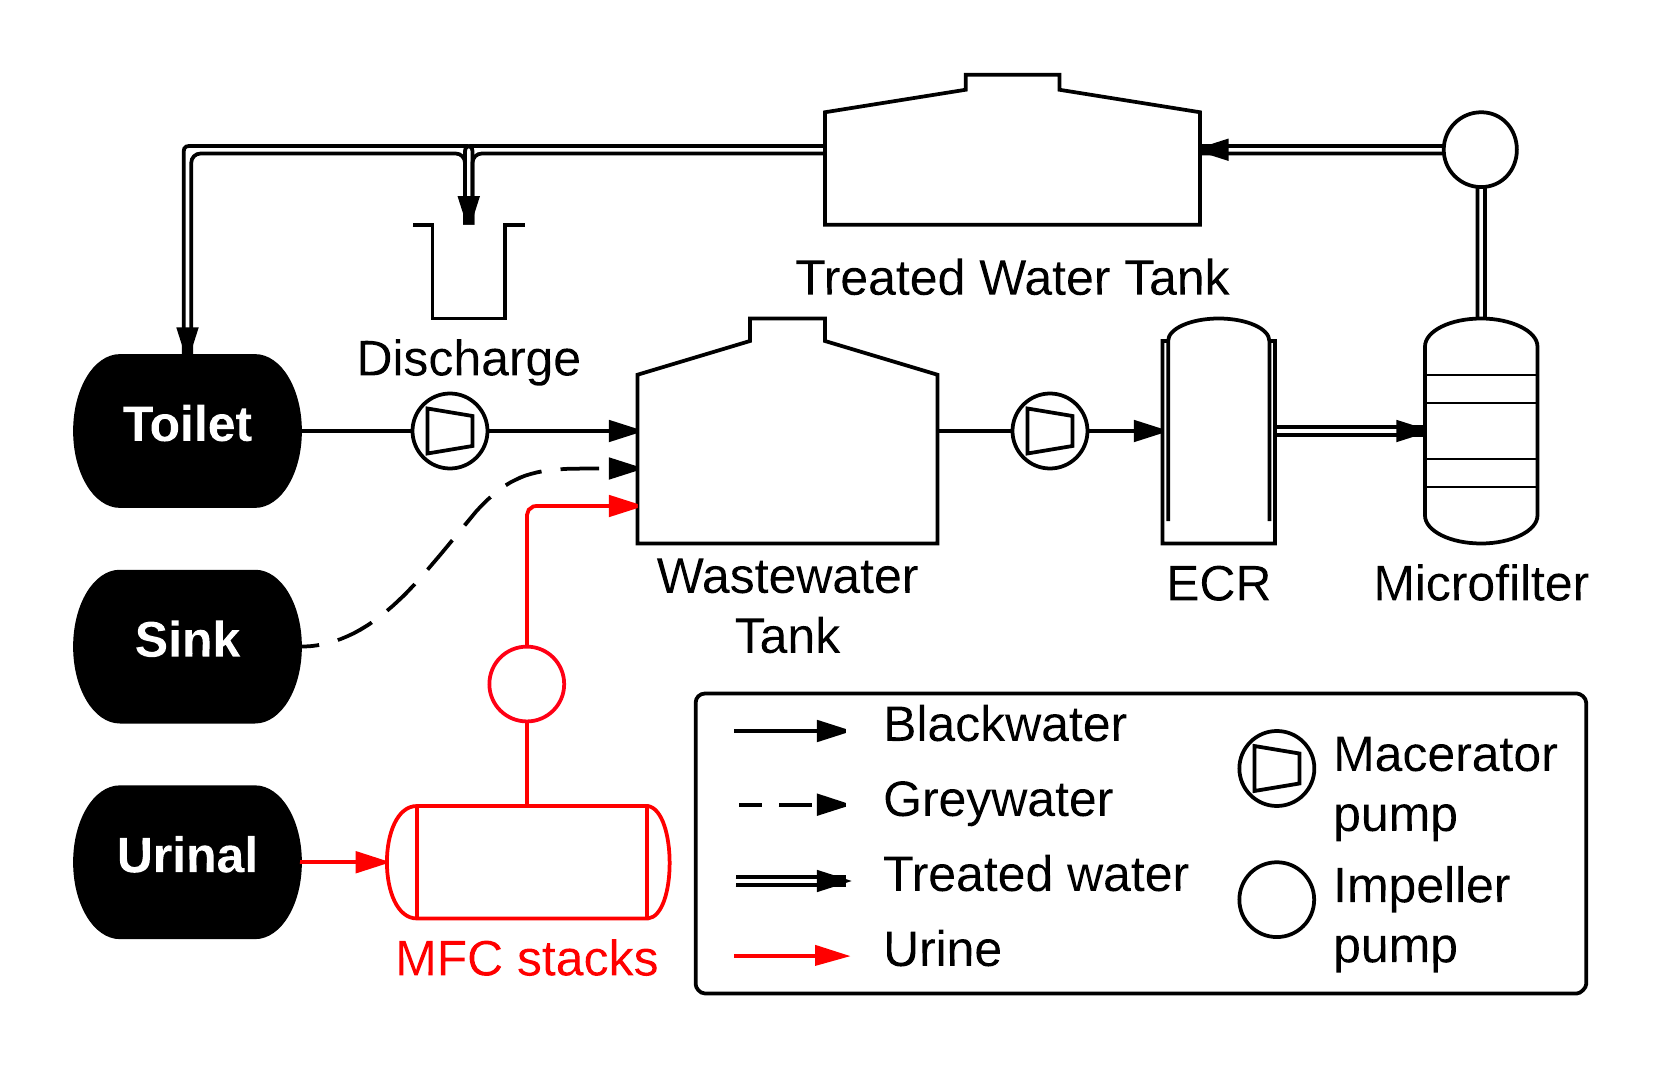 Treated Water Tank
Discharge
Toilet
Wastewater
Tank
ECR
Microfilter
Sink
Urinal
MFC stacks
Blackwater
Greywater
Treated water
Urine
Macerator
pump
Impeller
pump